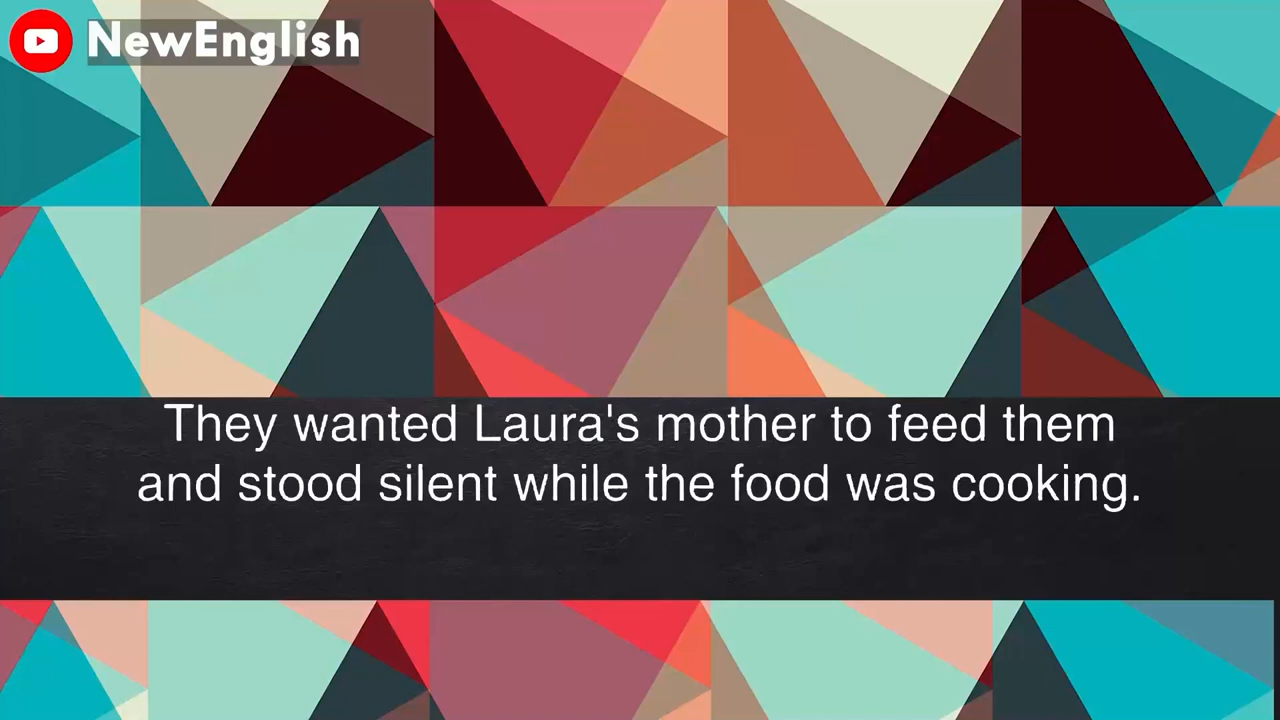 NewEnglish
They wanted Laura's mother to feed them
and stood silent while the food was cooking.